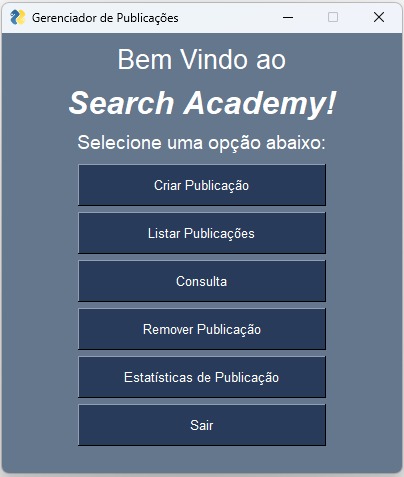 Gerenciador de Publicações
Bem Vindo ao
Search Academy!
Selecione uma opção abaixo:
Criar Publicação
Listar Publicações
Consulta
Remover Publicação
Estatísticas de Publicação
Sair